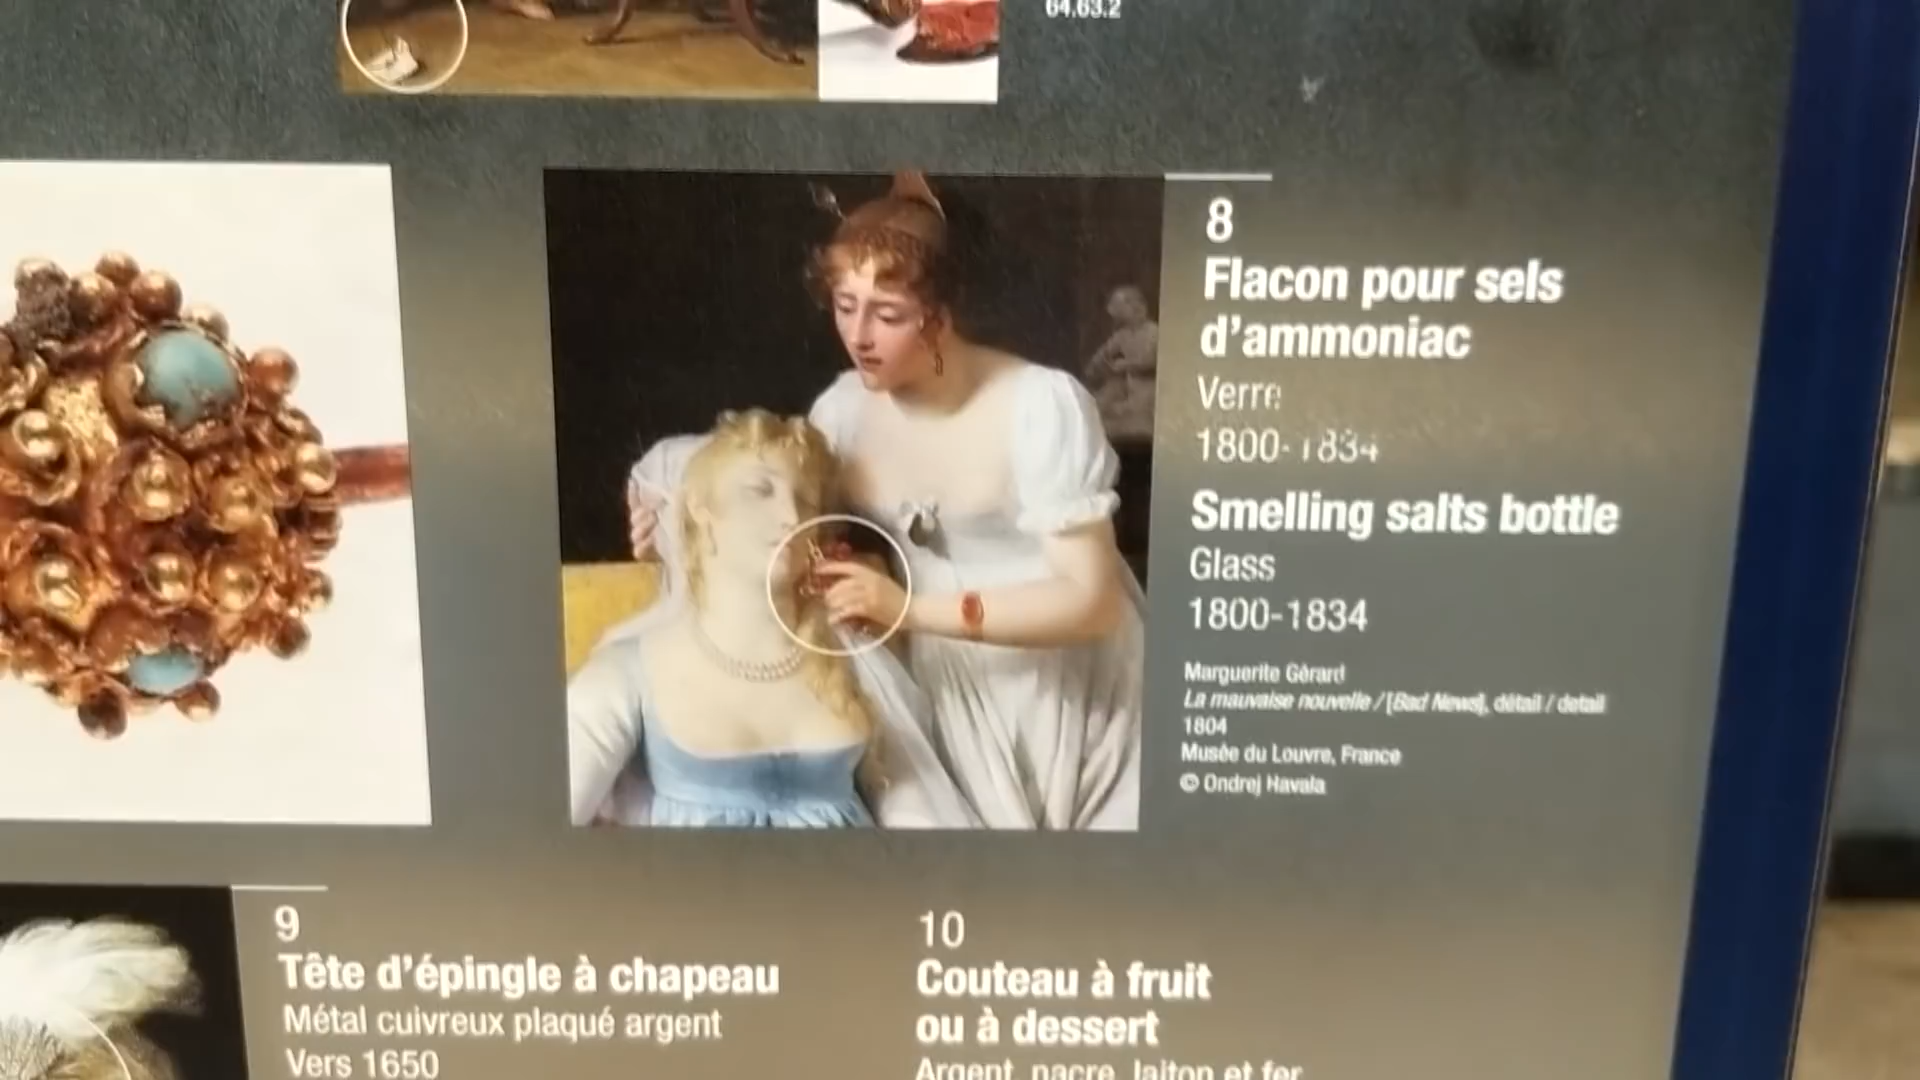 64.63.2
8
Flacon pour sels
d'ammoniac
Verre
1800-1834
Smelling salts bottle
Glass
1800-1834
Marguerite Gérard
La mauvaise nouvelle / [Bad News], détail / detail
1804
Musée du Louvre, France
© Ondrej Havala
9
Tête d'épingle à chapeau
Métal cuivreux plaqué argent
Vers 1650
10
Couteau à fruit
ou à dessert
Argent, nacre, laiton et fer